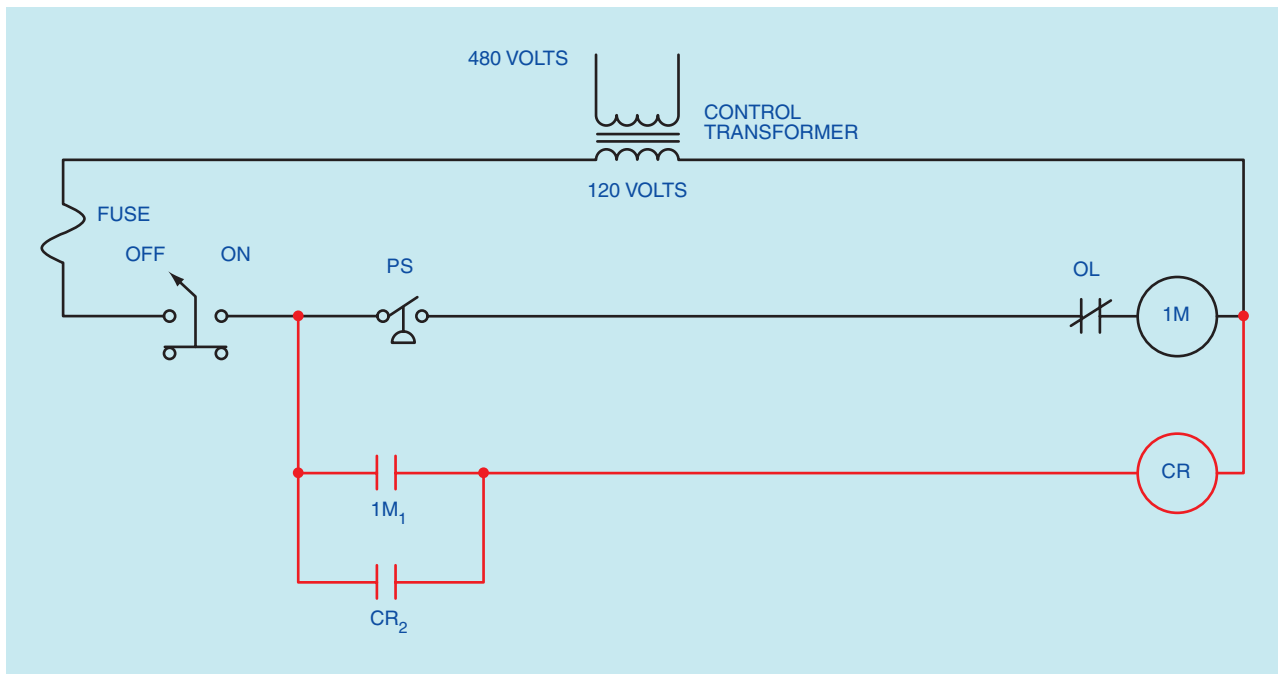 480 VOLTS
CONTROL
TRANSFORMER
120 VOLTS
FUSE
OFF ON
PS
OL
1M
1M₁
CR
CR₂